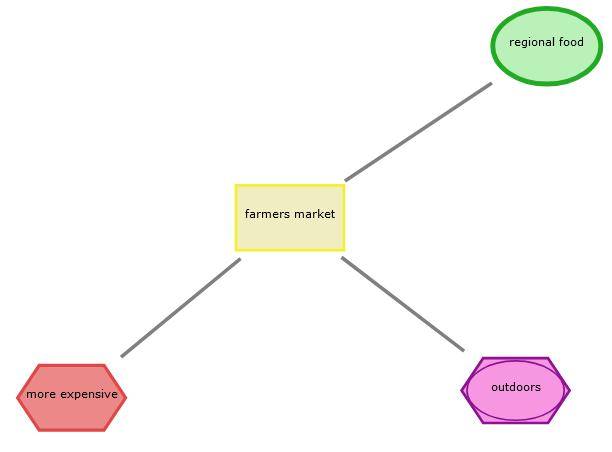 regional food
farmers market
more expensive
outdoors